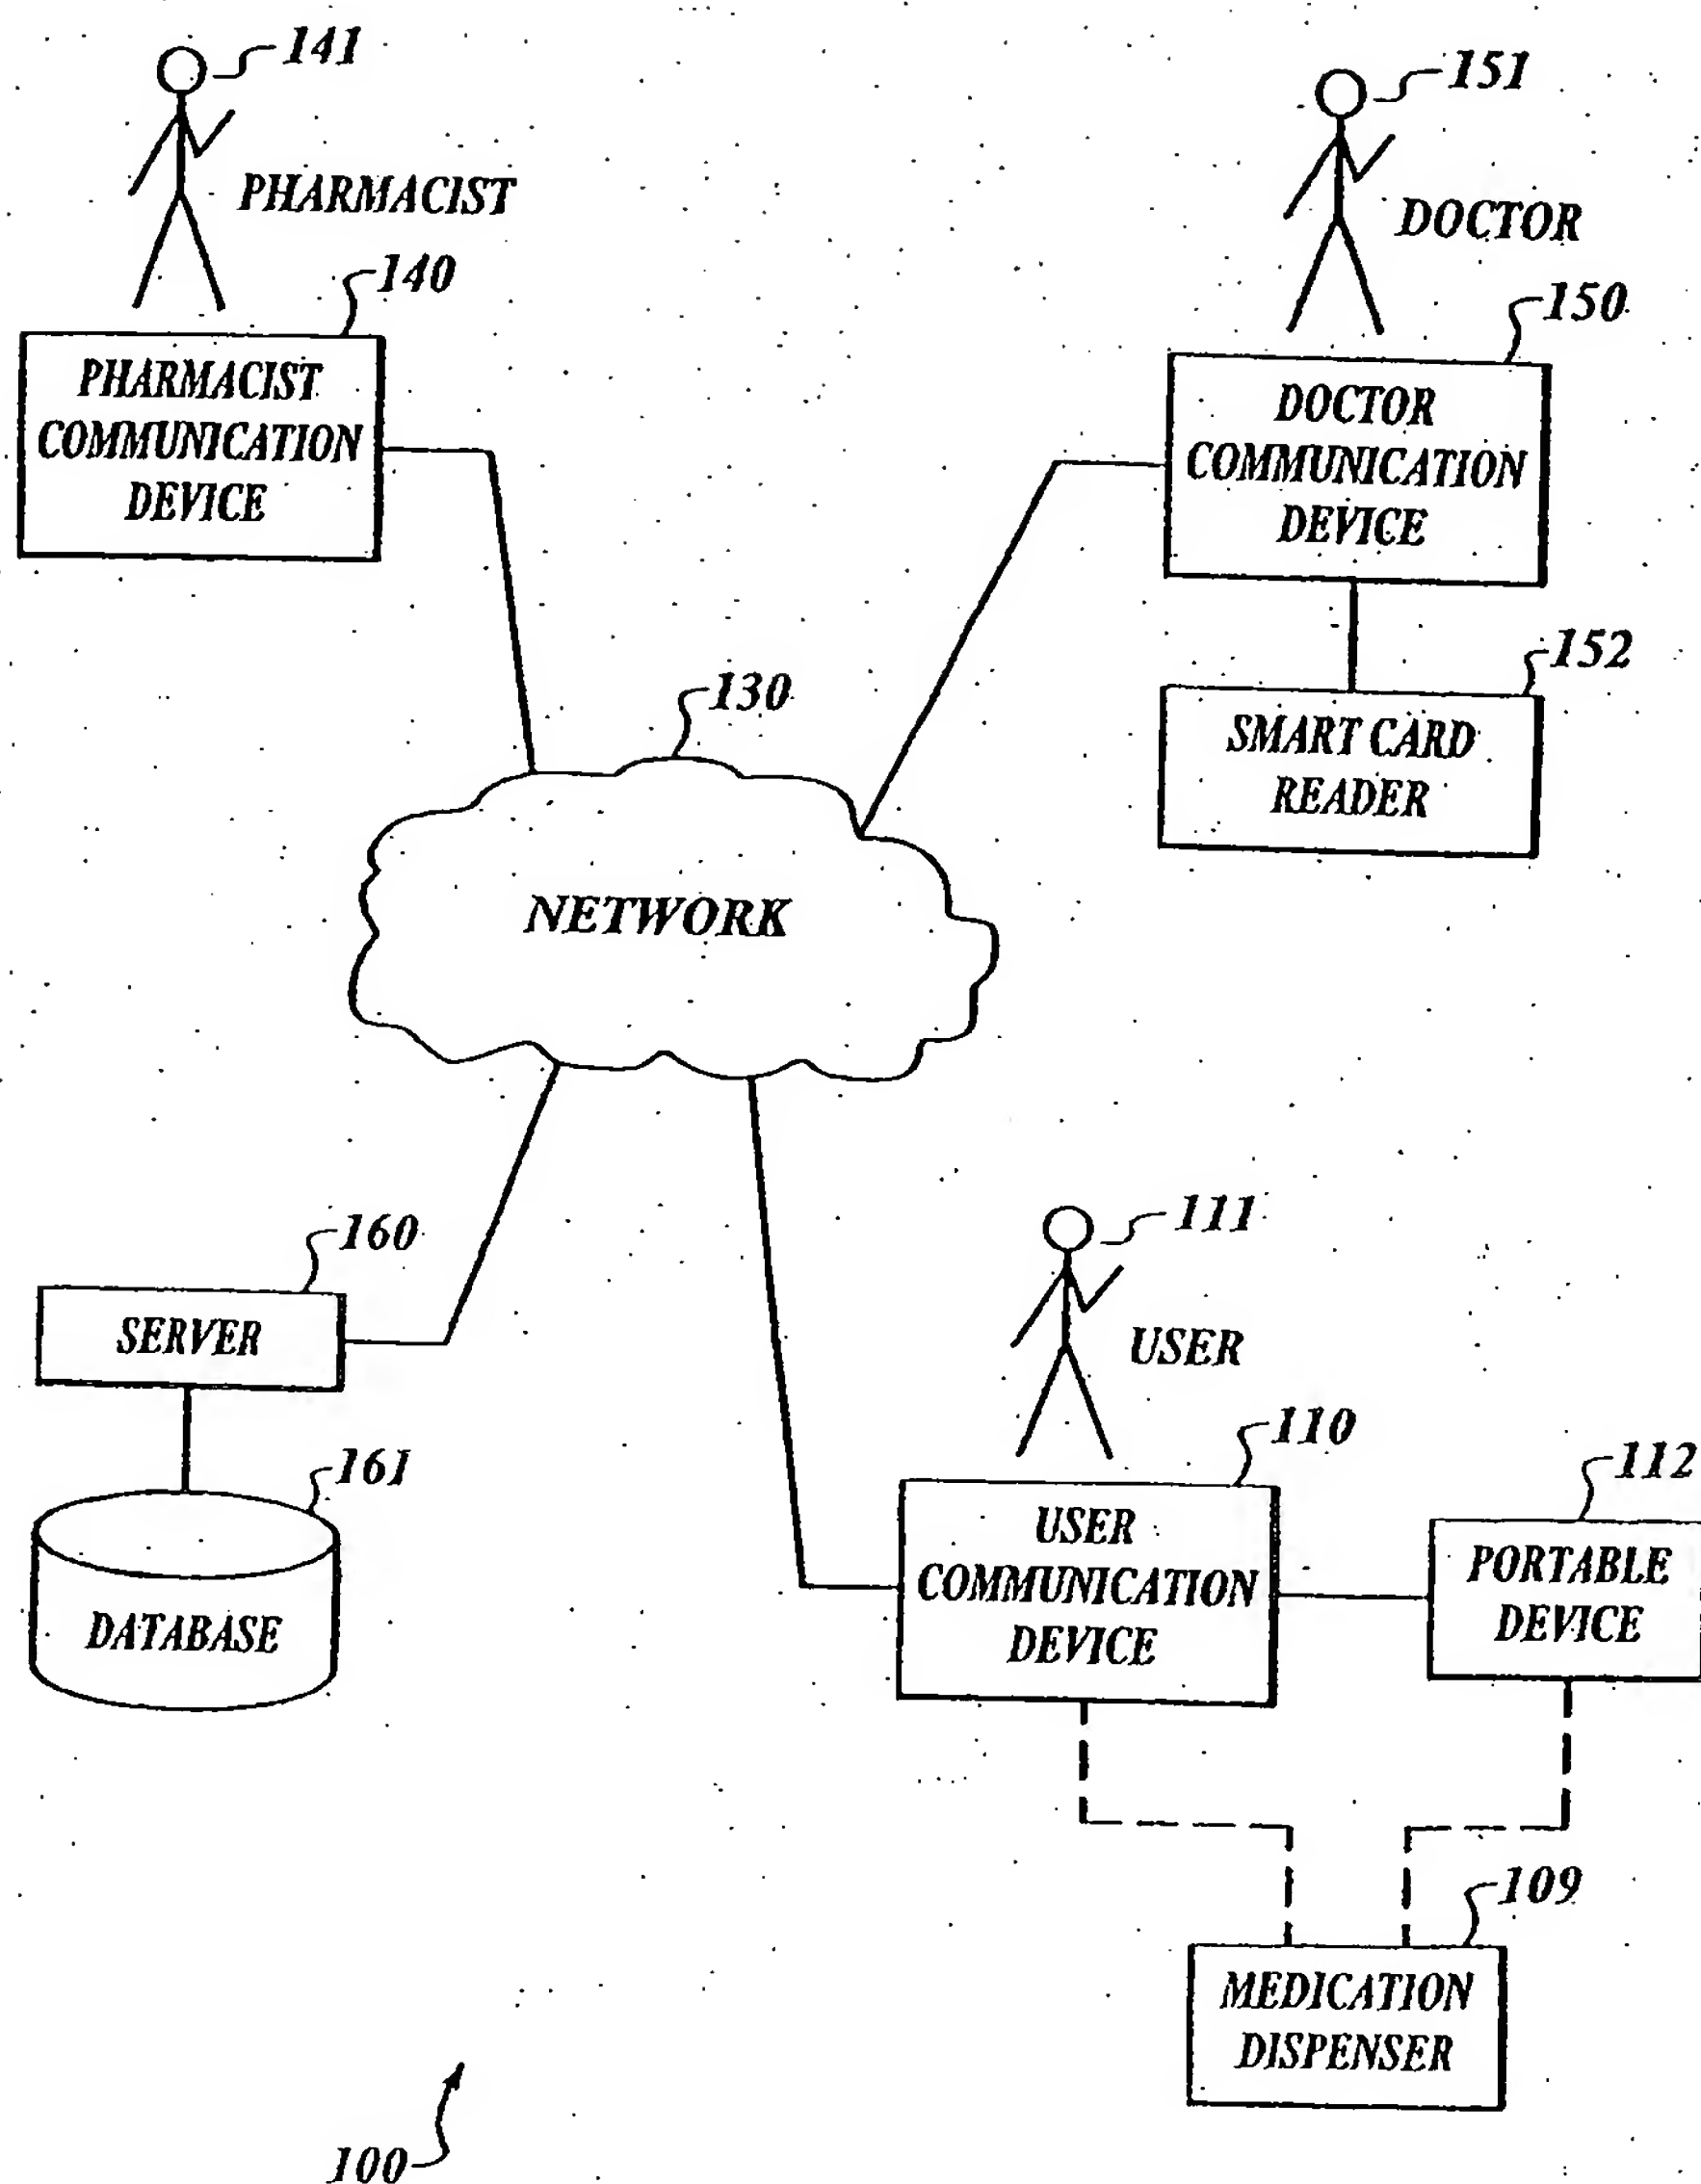 141
PHARMACIST
140
PHARMACIST
COMMUNICATION
DEVICE
151
DOCTOR
150
DOCTOR
COMMUNICATION
DEVICE
152
SMART CARD
READER
130
NETWORK
160
SERVER
161
DATABASE
111
USER
110
USER
COMMUNICATION
DEVICE
112
PORTABLE
DEVICE
109
MEDICATION
DISPENSER
100